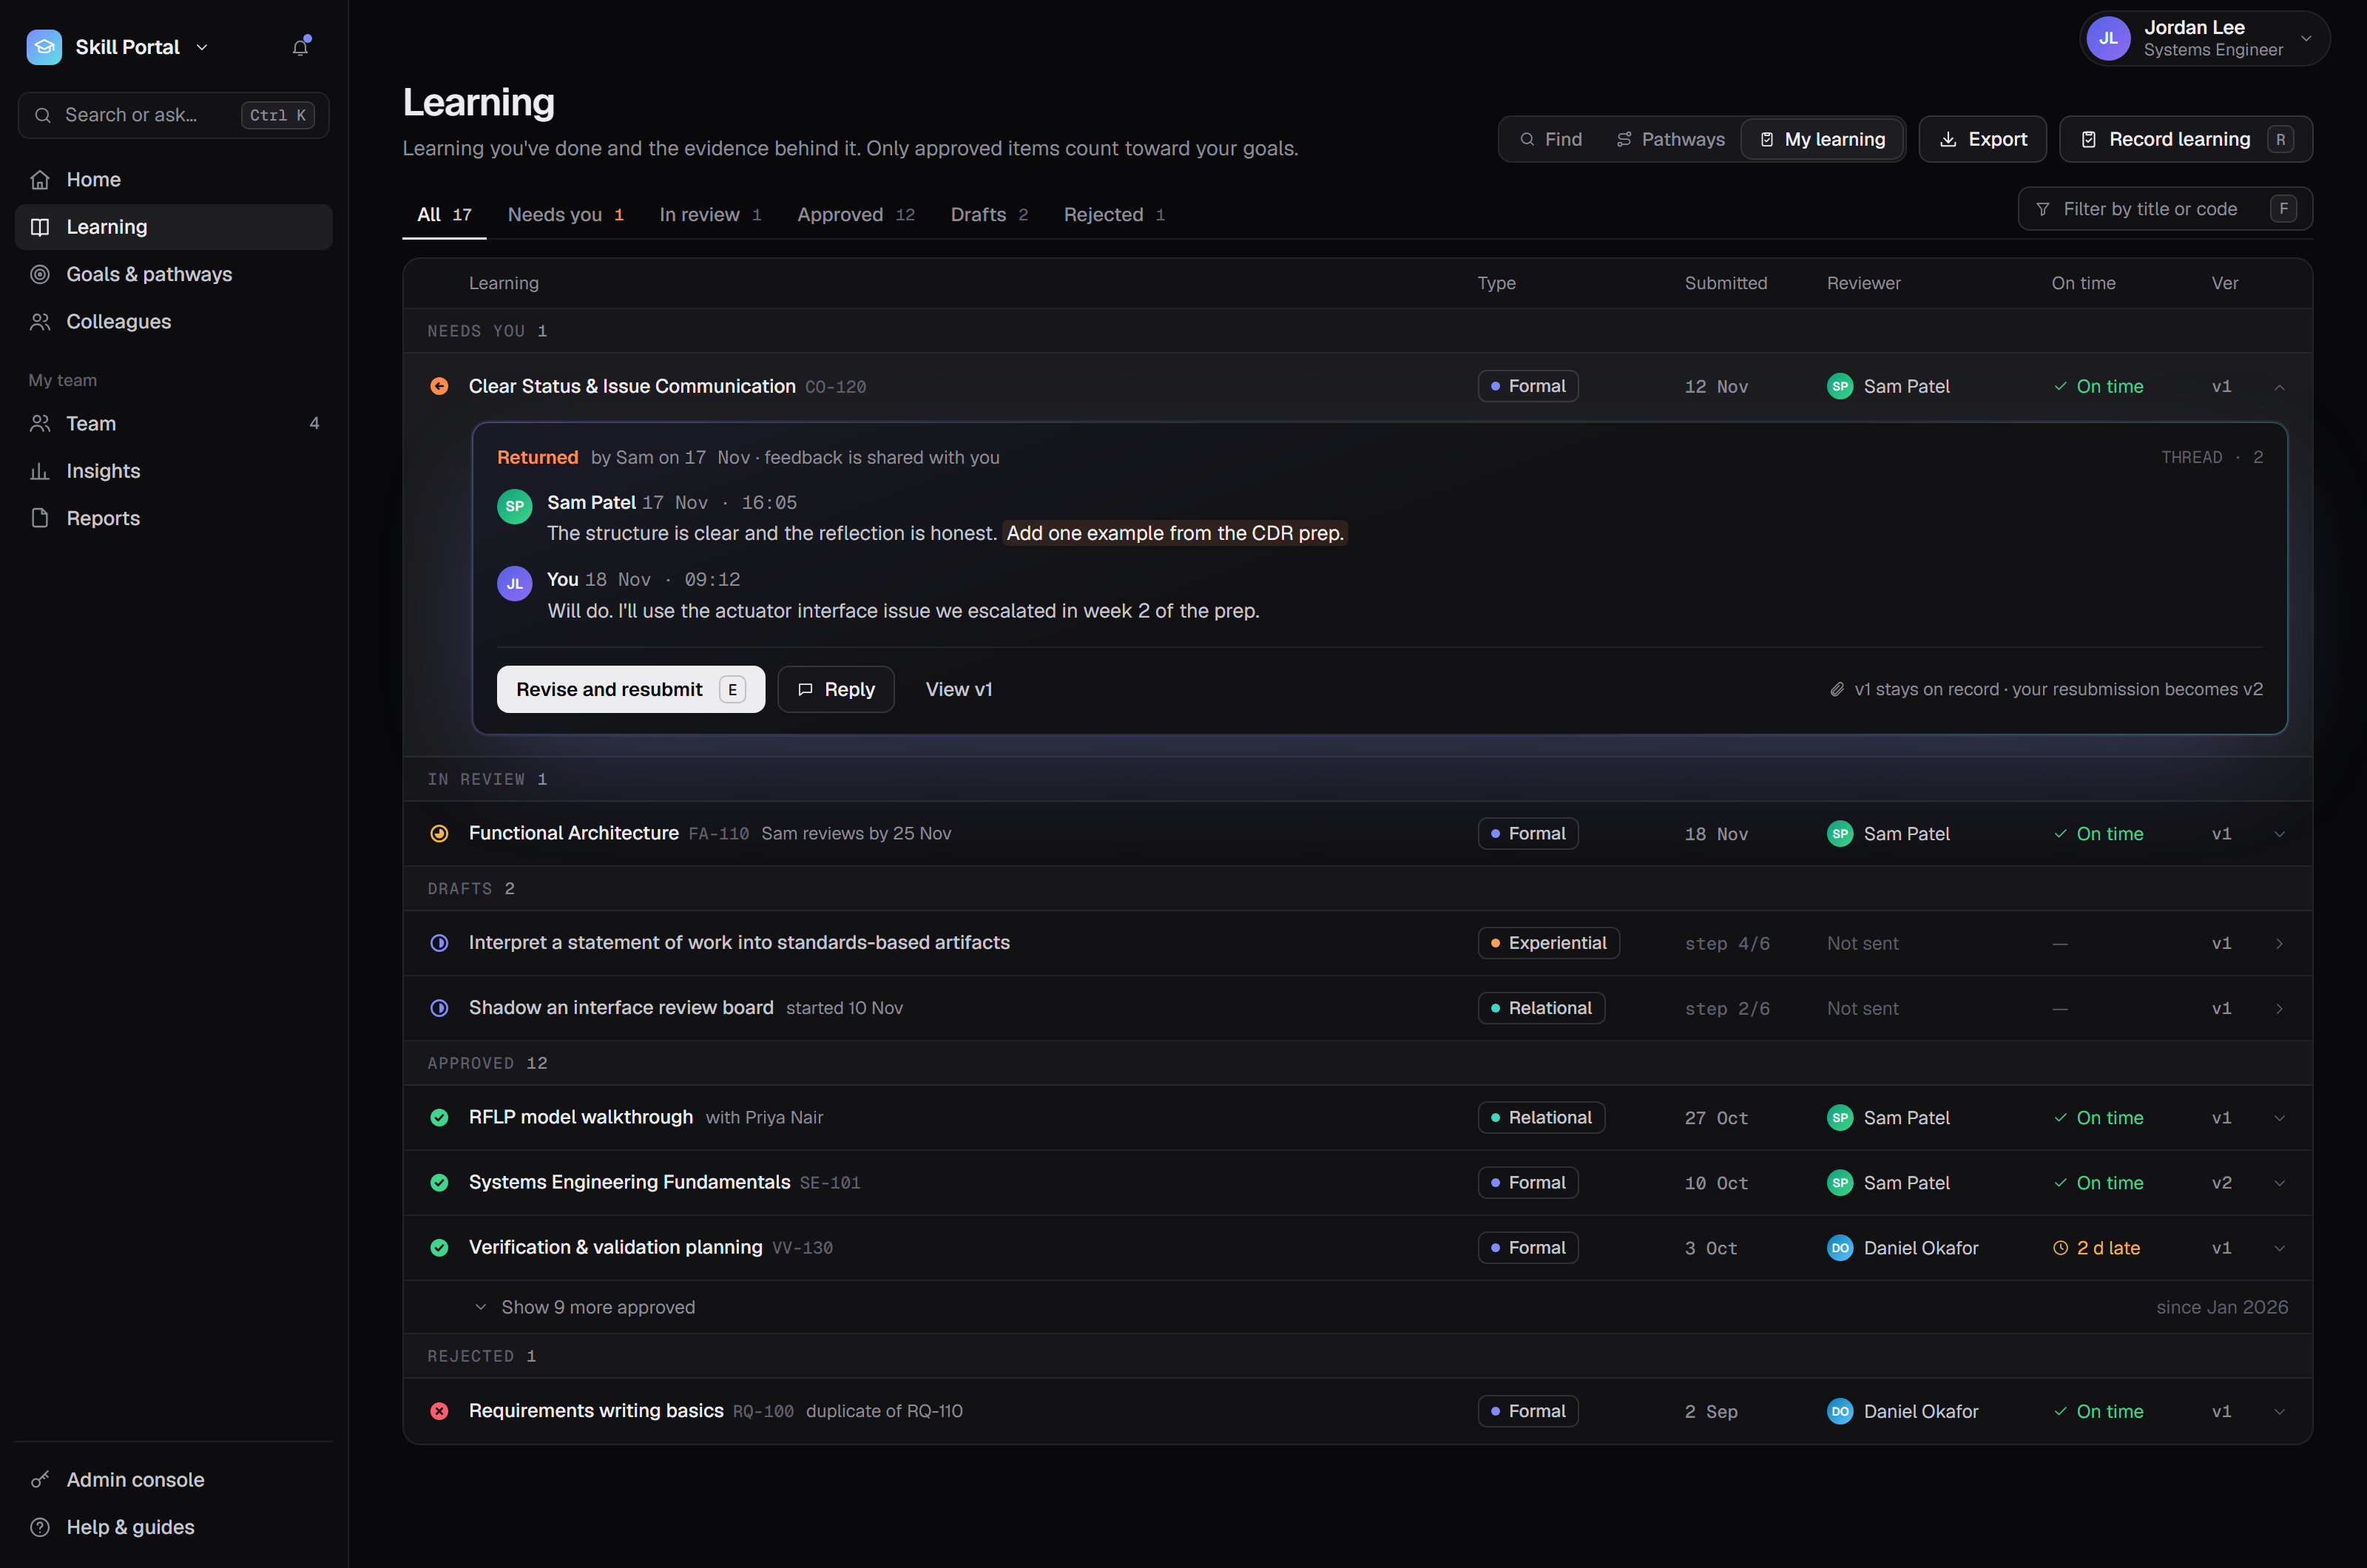 Skill Portal
Search or ask... Ctrl K
Home
Learning
Goals & pathways
Colleagues
My team
Team 4
Insights
Reports
Admin console
Help & guides
JL Jordan Lee
Systems Engineer
Learning
Learning you've done and the evidence behind it. Only approved items count toward your goals.
Find Pathways My learning Export Record learning R
All 17 Needs you 1 In review 1 Approved 12 Drafts 2 Rejected 1
Filter by title or code F
Learning Type Submitted Reviewer On time Ver
NEEDS YOU 1
Clear Status & Issue Communication CO-120 Formal 12 Nov SP Sam Patel On time v1
Returned by Sam on 17 Nov · feedback is shared with you THREAD · 2
SP Sam Patel 17 Nov · 16:05
The structure is clear and the reflection is honest. Add one example from the CDR prep.
JL You 18 Nov · 09:12
Will do. I'll use the actuator interface issue we escalated in week 2 of the prep.
Revise and resubmit E Reply View v1 v1 stays on record · your resubmission becomes v2
IN REVIEW 1
Functional Architecture FA-110 Sam reviews by 25 Nov Formal 18 Nov SP Sam Patel On time v1
DRAFTS 2
Interpret a statement of work into standards-based artifacts Experiential step 4/6 Not sent — v1
Shadow an interface review board started 10 Nov Relational step 2/6 Not sent — v1
APPROVED 12
RFLP model walkthrough with Priya Nair Relational 27 Oct SP Sam Patel On time v1
Systems Engineering Fundamentals SE-101 Formal 10 Oct SP Sam Patel On time v2
Verification & validation planning VV-130 Formal 3 Oct DO Daniel Okafor 2 d late v1
Show 9 more approved since Jan 2026
REJECTED 1
Requirements writing basics RQ-100 duplicate of RQ-110 Formal 2 Sep DO Daniel Okafor On time v1